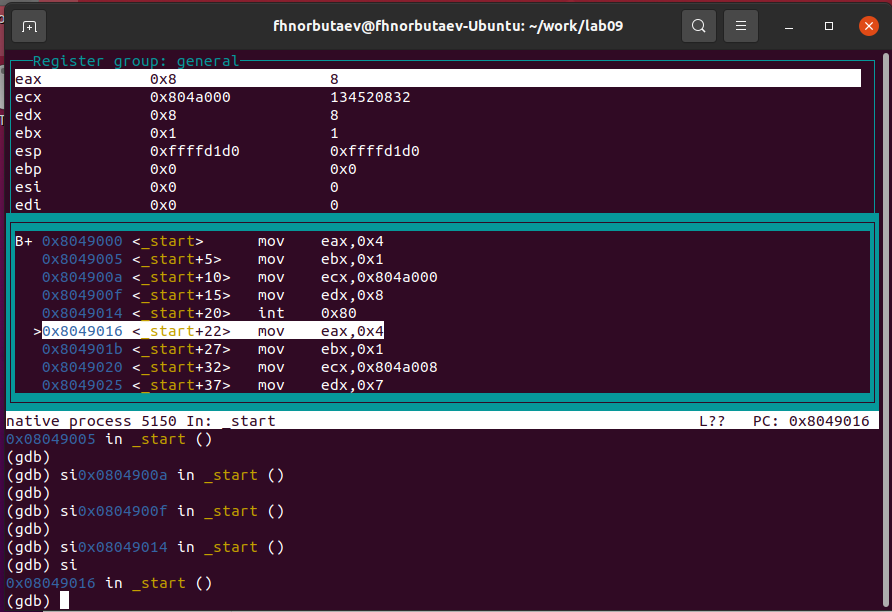 fhnorbutaev@fhnorbutaev-Ubuntu: ~/work/lab09
Register group: general
eax 0x8 8
ecx 0x804a000 134520832
edx 0x8 8
ebx 0x1 1
esp 0xffffd1d0 0xffffd1d0
ebp 0x0 0x0
esi 0x0 0
edi 0x0 0
B+ 0x8049000 <_start> mov eax,0x4
0x8049005 <_start+5> mov ebx,0x1
0x804900a <_start+10> mov ecx,0x804a000
0x804900f <_start+15> mov edx,0x8
0x8049014 <_start+20> int 0x80
>0x8049016 <_start+22> mov eax,0x4
0x804901b <_start+27> mov ebx,0x1
0x8049020 <_start+32> mov ecx,0x804a008
0x8049025 <_start+37> mov edx,0x7
native process 5150 In: _start L?? PC: 0x8049016
0x08049005 in _start ()
(gdb)
(gdb) si0x0804900a in _start ()
(gdb)
(gdb) si0x0804900f in _start ()
(gdb)
(gdb) si0x08049014 in _start ()
(gdb) si
0x08049016 in _start ()
(gdb)